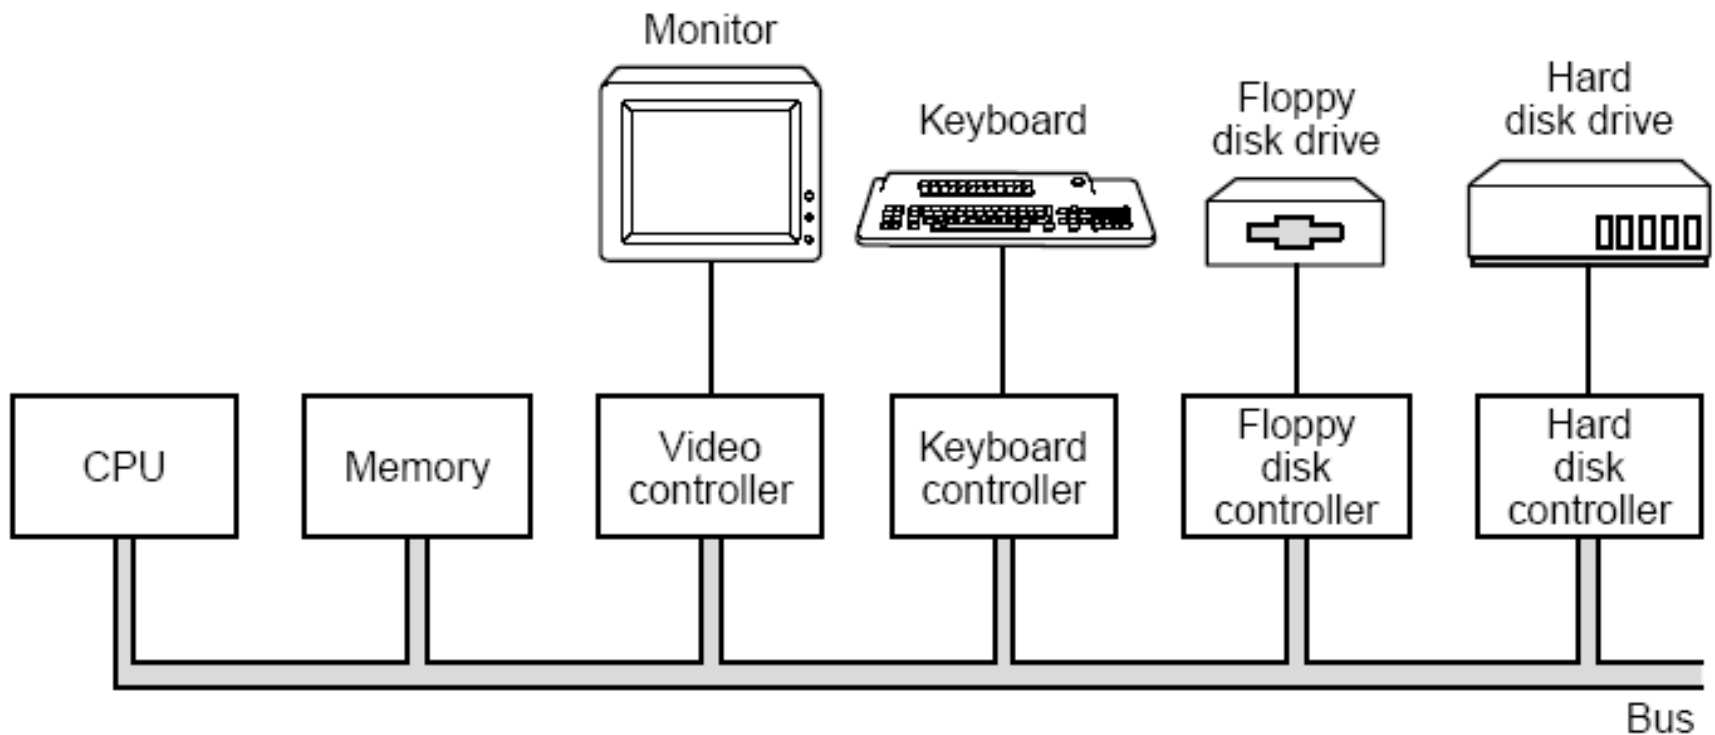 Monitor
Keyboard
Floppy
disk drive
Hard
disk drive
CPU
Memory
Video
controller
Keyboard
controller
Floppy
disk
controller
Hard
disk
controller
Bus